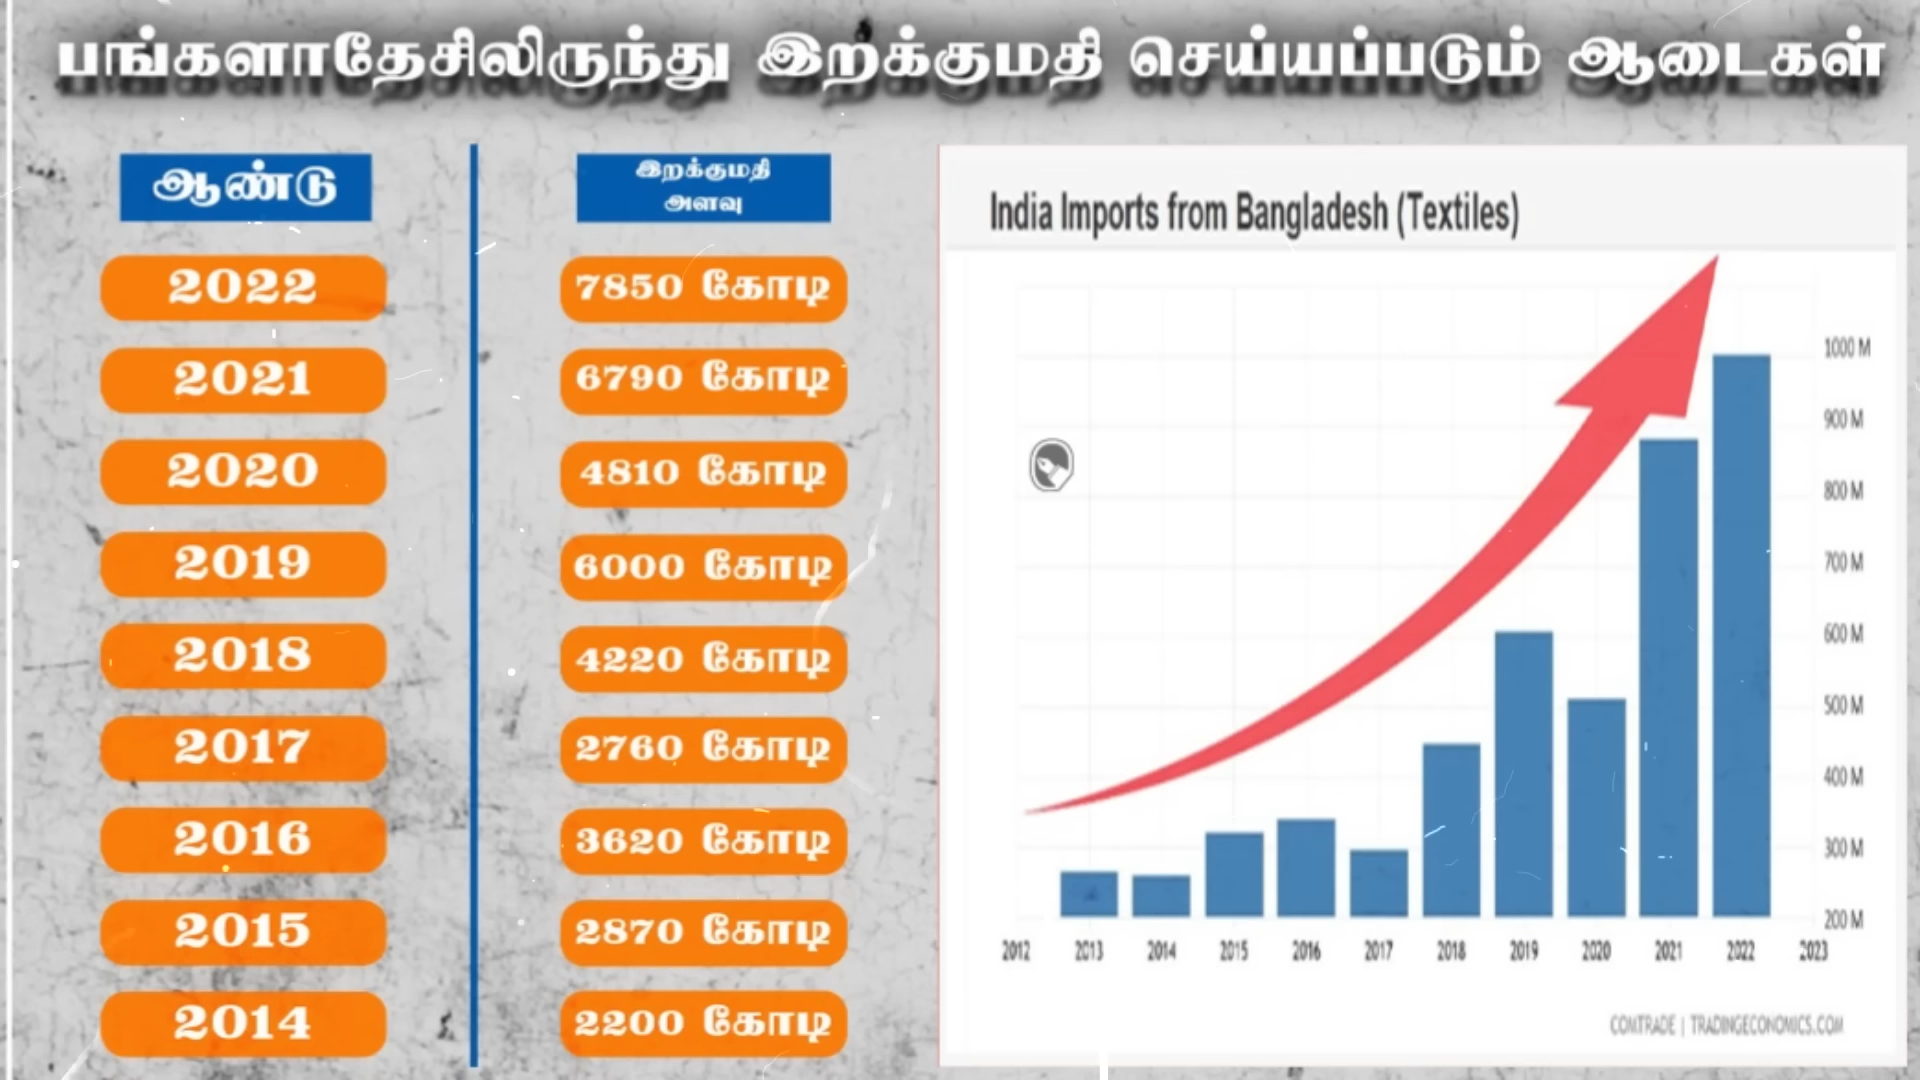 பங்களாதேசிலிருந்து இறக்குமதி செய்யப்படும் ஆடைகள்
ஆண்டு
இறக்குமதி
அளவு
2022 7850 கோடி
2021 6790 கோடி
2020 4810 கோடி
2019 6000 கோடி
2018 4220 கோடி
2017 2760 கோடி
2016 3620 கோடி
2015 2870 கோடி
2014 2200 கோடி
India Imports from Bangladesh (Textiles)
1000 M
900 M
800 M
700 M
600 M
500 M
400 M
300 M
200 M
2012 2013 2014 2015 2016 2017 2018 2019 2020 2021 2022 2023
COMTRADE | TRADINGECONOMICS.COM